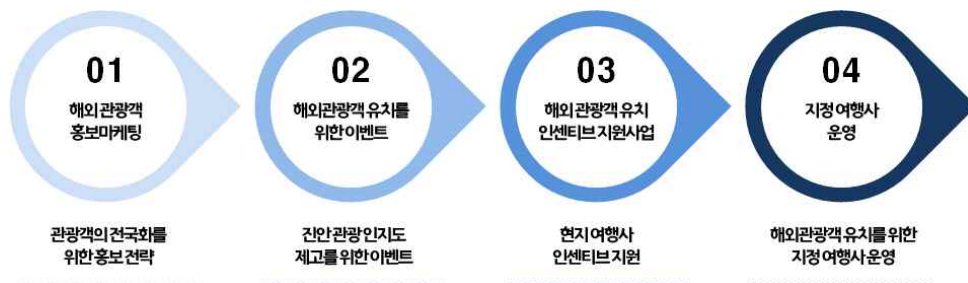 01
해외 관광객
홍보마케팅
02
해외관광객 유치를
위한 이벤트
03
해외 관광객 유치
인센티브 지원사업
04
지정 여행사
운영
관광객의 전국화를
위한 홍보 전략
진안 관광 인지도
제고를 위한 이벤트
현지 여행사
인센티브 지원
해외관광객 유치를 위한
지정 여행사 운영